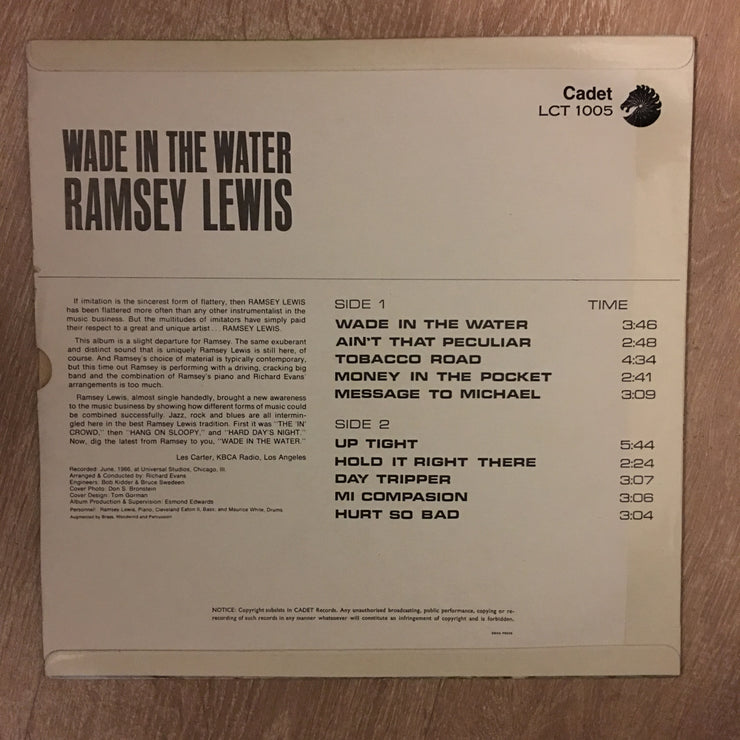 Cadet
LCT 1005
WADE IN THE WATER
RAMSEY LEWIS
If imitation is the sincerest form of flattery, then RAMSEY LEWIS
has been flattered more often than any other instrumentalist in the
music business. But the multitudes of imitators have simply paid
their respect to a great and unique artist . . . RAMSEY LEWIS.
This album is a slight departure for Ramsey. The same exuberant
and distinct sound that is uniquely Ramsey Lewis is still here, of
course. And Ramsey's choice of material is typically contemporary,
but this time out Ramsey is performing with a driving, cracking big
band and the combination of Ramsey's piano and Richard Evans'
arrangements is too much.
Ramsey Lewis, almost single handedly, brought a new awareness
to the music business by showing how different forms of music could
be combined successfully. Jazz, rock and blues are all intermin-
gled here in the best Ramsey Lewis tradition. First it was "THE 'IN'
CROWD," then "HANG ON SLOOPY," and "HARD DAY'S NIGHT."
Now, dig the latest from Ramsey to you, "WADE IN THE WATER."
Les Carter, KBCA Radio, Los Angeles
Recorded: June, 1966, at Universal Studios, Chicago, Ill.
Arranged & Conducted by: Richard Evans
Engineers: Bob Kidder & Bruce Swedeen
Cover Photo: Don S. Bronstein
Cover Design: Tom Gorman
Album Production & Supervision: Esmond Edwards
Personnel: Ramsey Lewis, Piano, Cleveland Eaton II, Bass, and Maurice White, Drums.
Augmented by Brass, Woodwind and Percussion
SIDE 1 TIME
WADE IN THE WATER 3:46
AIN'T THAT PECULIAR 2:48
TOBACCO ROAD 4:34
MONEY IN THE POCKET 2:41
MESSAGE TO MICHAEL 3:09
SIDE 2
UP TIGHT 5:44
HOLD IT RIGHT THERE 2:24
DAY TRIPPER 3:07
MI COMPASION 3:06
HURT SO BAD 3:04
NOTICE: Copyright subsists in CADET Records. Any unauthorised broadcasting, public performance, copying or re-
recording of such records in any manner whatsoever will constitute an infringement of copyright and is forbidden.